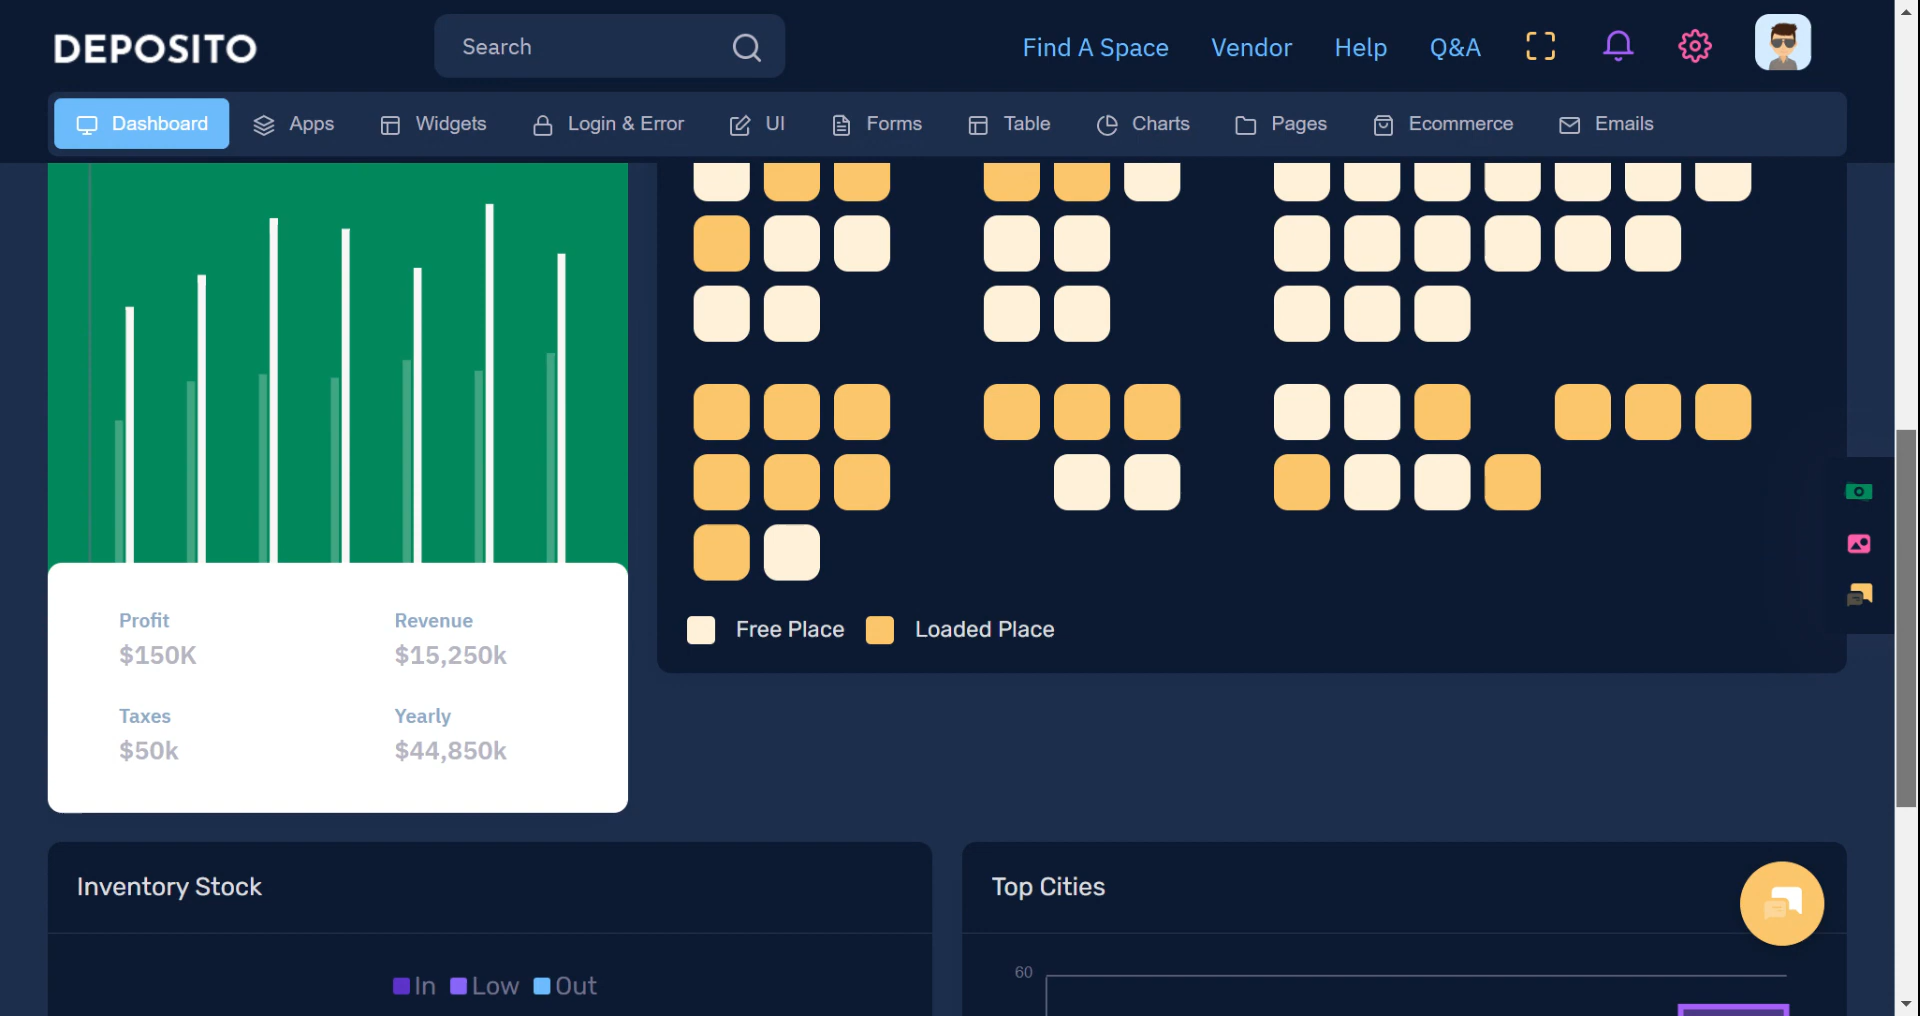 DEPOSITO
Search
Find A Space Vendor Help Q&A
Dashboard Apps Widgets Login & Error UI Forms Table Charts Pages Ecommerce Emails
Profit
$150K
Revenue
$15,250k
Taxes
$50k
Yearly
$44,850k
Free Place Loaded Place
Inventory Stock
In Low Out
Top Cities
60